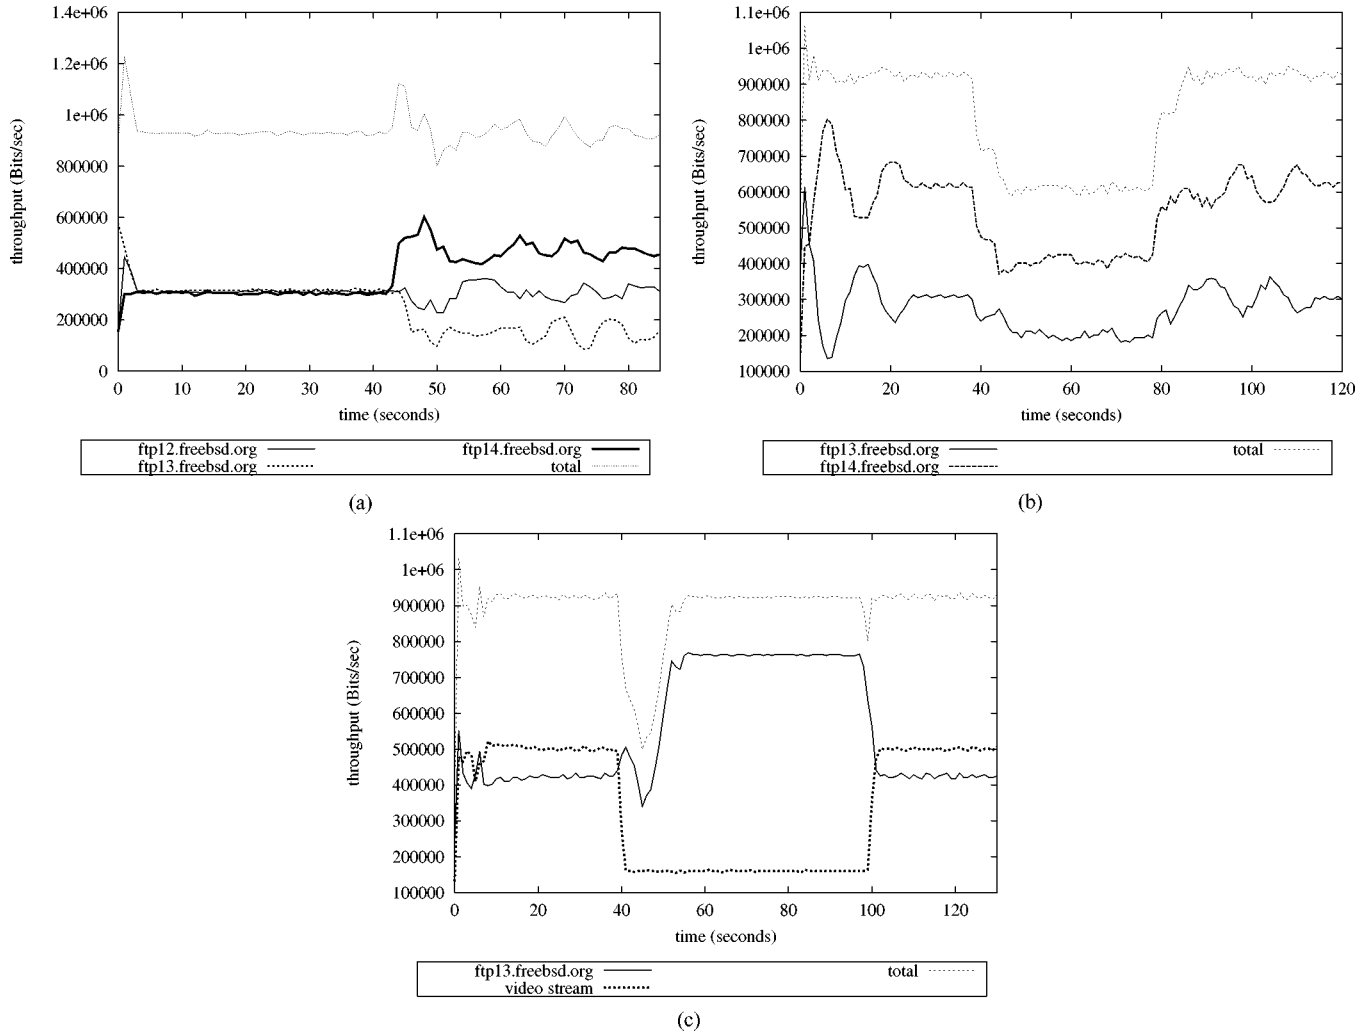 1.4e+06
1.2e+06
1e+06
800000
600000
400000
200000
0
throughput (Bits/sec)
0 10 20 30 40 50 60 70 80
time (seconds)
ftp12.freebsd.org ftp14.freebsd.org
ftp13.freebsd.org total
(a)
1.1e+06
1e+06
900000
800000
700000
600000
500000
400000
300000
200000
100000
throughput (Bits/sec)
0 20 40 60 80 100 120
time (seconds)
ftp13.freebsd.org total
ftp14.freebsd.org
(b)
1.1e+06
1e+06
900000
800000
700000
600000
500000
400000
300000
200000
100000
throughput (Bits/sec)
0 20 40 60 80 100 120
time (seconds)
ftp13.freebsd.org total
video stream
(c)